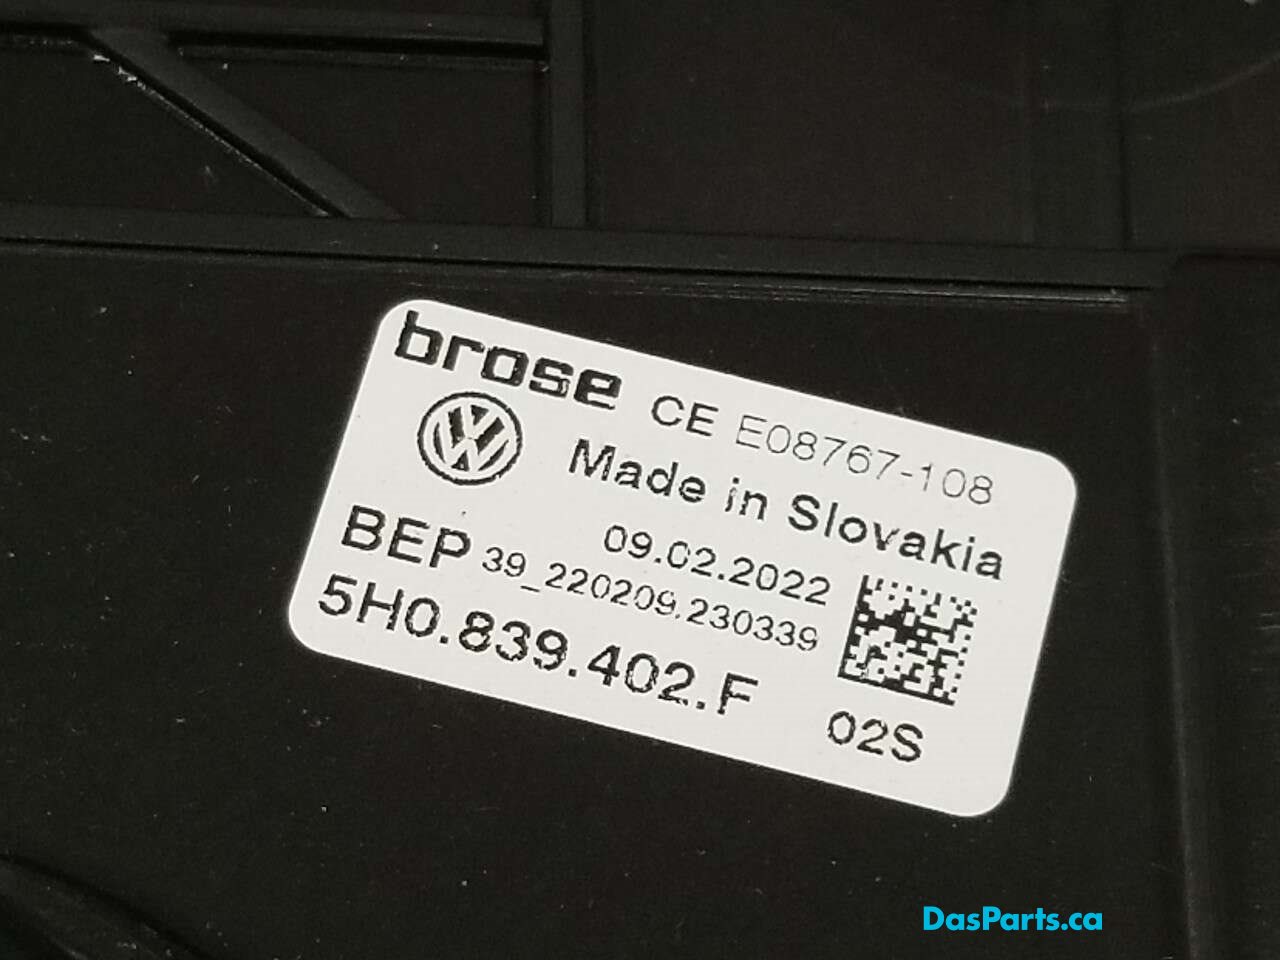 brose CE E08767-108
Made in Slovakia
BEP 09.02.2022
39_220209.230339
5H0.839.402.F
02S
DasParts.ca